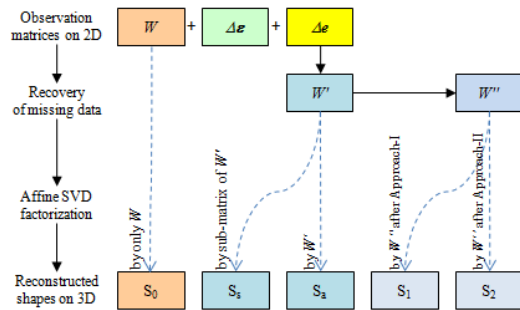 Observation
matrices on 2D
W + Δε + Δe
Recovery
of missing data
W' W''
Affine SVD
factorization
by only W
by sub-matrix of W'
by W'
by W'' after Approach-I
by W'' after Approach-II
Reconstructed
shapes on 3D
S0 Ss Sa S1 S2